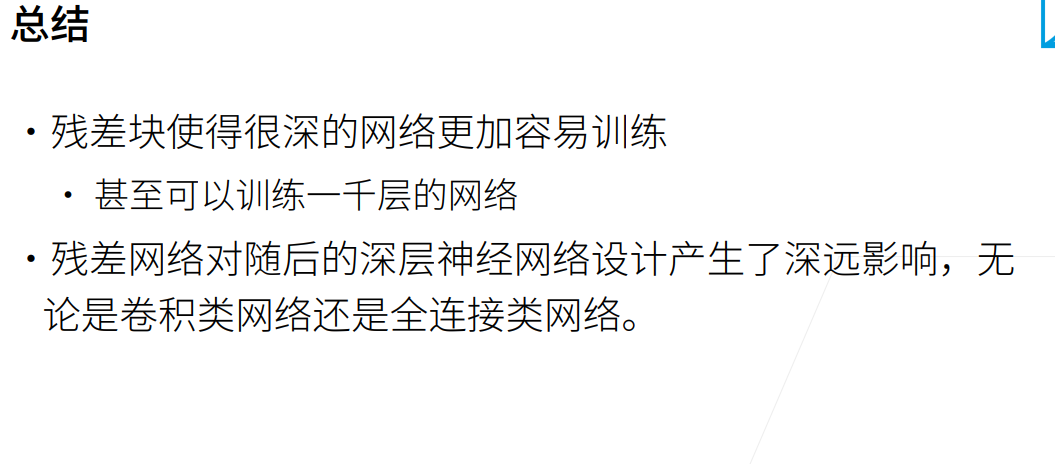 总结
• 残差块使得很深的网络更加容易训练
• 甚至可以训练一千层的网络
• 残差网络对随后的深层神经网络设计产生了深远影响，无
论是卷积类网络还是全连接类网络。